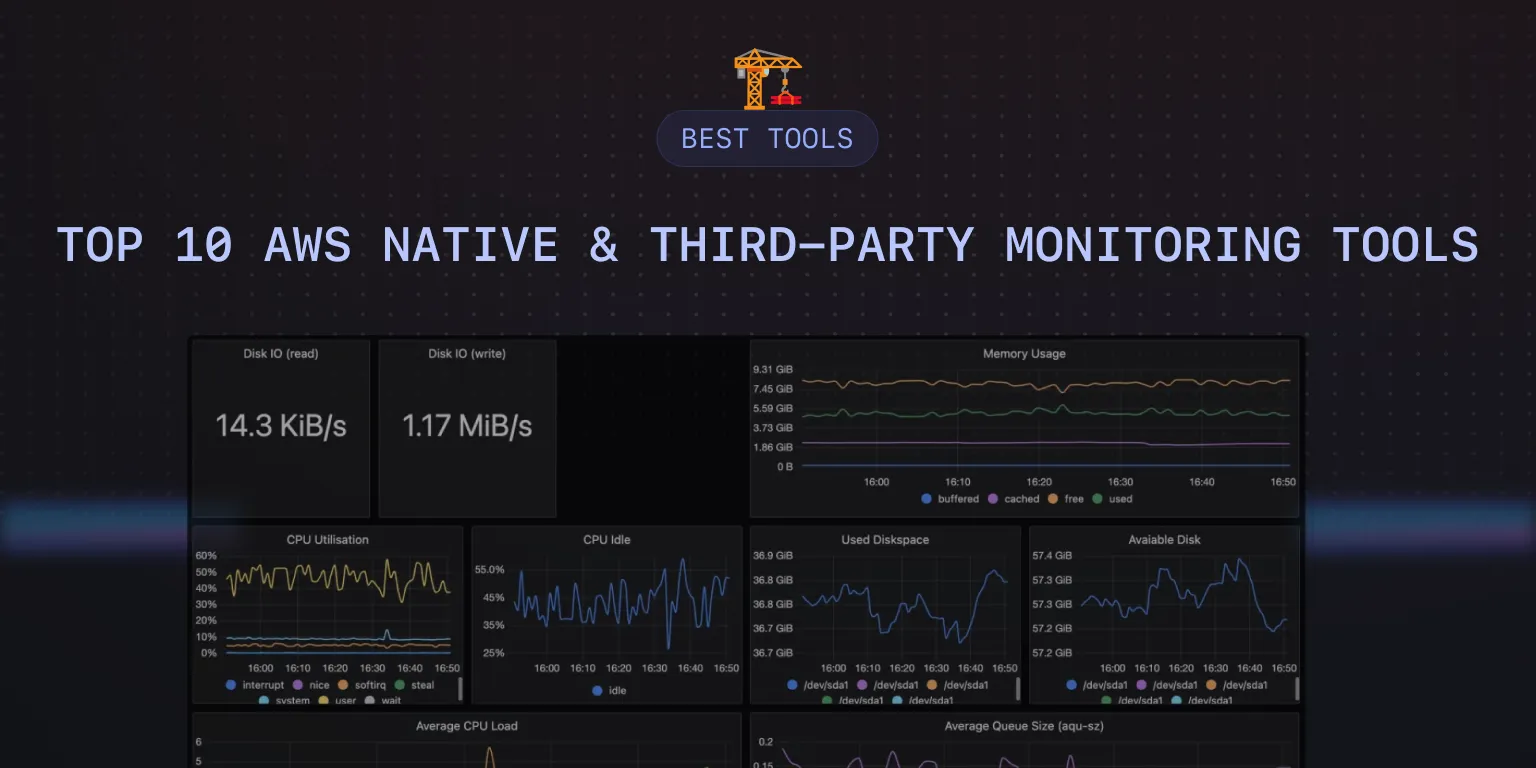 BEST TOOLS
TOP 10 AWS NATIVE & THIRD-PARTY MONITORING TOOLS
Disk IO (read)
14.3 KiB/s
Disk IO (write)
1.17 MiB/s
Memory Usage
9.31 GiB
7.45 GiB
5.59 GiB
3.73 GiB
1.86 GiB
0 B
16:00 16:10 16:20 16:30 16:40 16:50
buffered cached free used
CPU Utilisation
60%
50%
40%
30%
20%
10%
0%
16:00 16:10 16:20 16:30 16:40 16:50
interrupt nice softirq steal
system user wait
CPU Idle
55.0%
45%
35%
25%
16:00 16:10 16:20 16:30 16:40 16:50
idle
Used Diskspace
36.9 GiB
36.8 GiB
36.8 GiB
36.7 GiB
36.7 GiB
16:00 16:10 16:20 16:30 16:40 16:50
/dev/sda1 /dev/sda1 /dev/sda1
/dev/sda1 /dev/sda1
Avaiable Disk
57.4 GiB
57.3 GiB
57.3 GiB
57.2 GiB
57.2 GiB
16:00 16:10 16:20 16:30 16:40 16:50
/dev/sda1 /dev/sda1 /dev/sda1
/dev/sda1 /dev/sda1
Average CPU Load
6
5
Average Queue Size (aqu-sz)
0.2
0.15